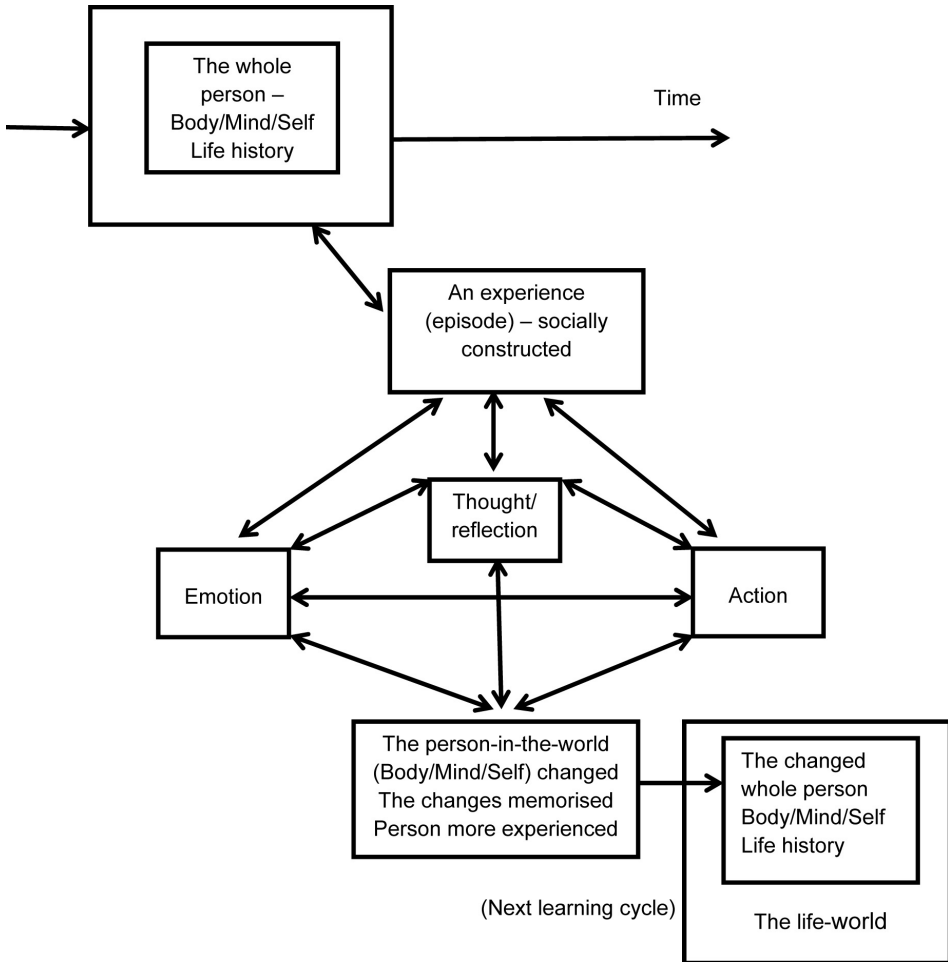 The whole
person –
Body/Mind/Self
Life history
Time
An experience
(episode) – socially
constructed
Thought/
reflection
Emotion
Action
The person-in-the-world
(Body/Mind/Self) changed
The changes memorised
Person more experienced
The changed
whole person
Body/Mind/Self
Life history
(Next learning cycle)
The life-world